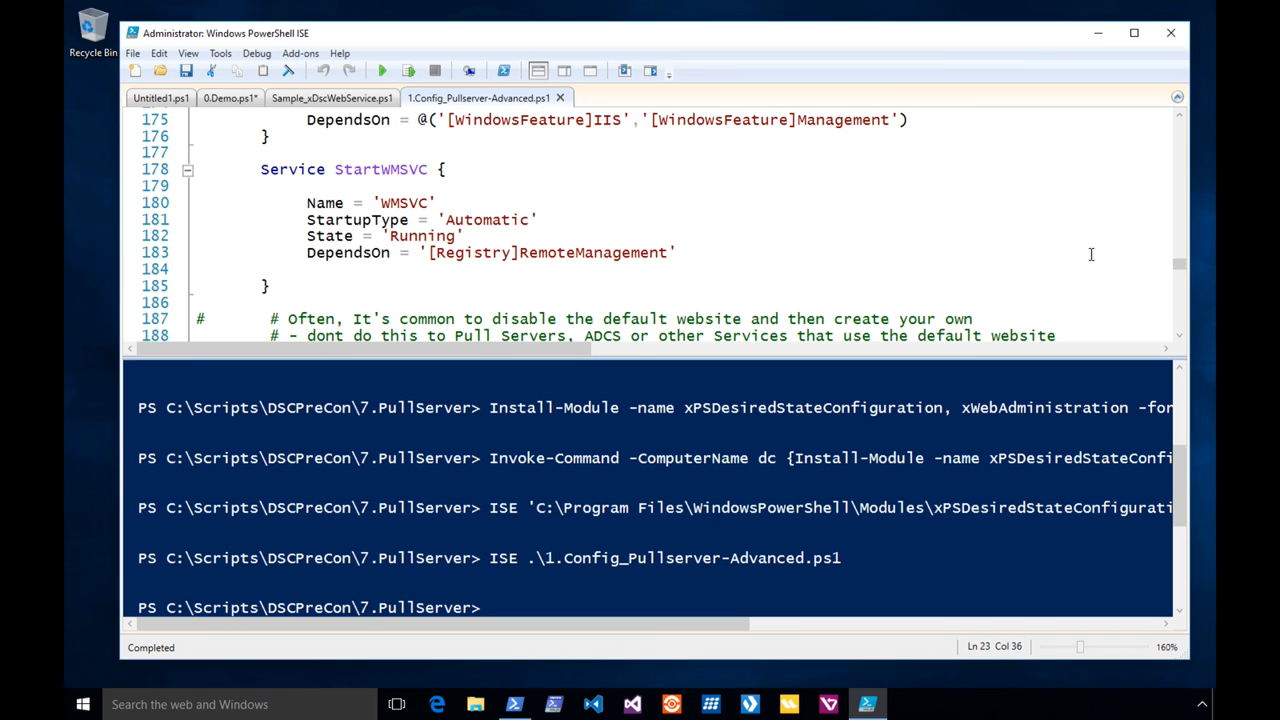 Recycle Bin
Administrator: Windows PowerShell ISE
File Edit View Tools Debug Add-ons Help
Untitled1.ps1 0.Demo.ps1* Sample_xDscWebService.ps1 1.Config_Pullserver-Advanced.ps1
175 DependsOn = @('[WindowsFeature]IIS','[WindowsFeature]Management')
176 }
177
178 Service StartWMSVC {
179
180 Name = 'WMSVC'
181 StartupType = 'Automatic'
182 State = 'Running'
183 DependsOn = '[Registry]RemoteManagement'
184
185 }
186
187 # # Often, It's common to disable the default website and then create your own
188 # - dont do this to Pull Servers, ADCS or other Services that use the default website
PS C:\Scripts\DSCPreCon\7.PullServer> Install-Module -name xPSDesiredStateConfiguration, xWebAdministration -for
PS C:\Scripts\DSCPreCon\7.PullServer> Invoke-Command -ComputerName dc {Install-Module -name xPSDesiredStateConfi
PS C:\Scripts\DSCPreCon\7.PullServer> ISE 'C:\Program Files\WindowsPowerShell\Modules\xPSDesiredStateConfigurati
PS C:\Scripts\DSCPreCon\7.PullServer> ISE .\1.Config_Pullserver-Advanced.ps1
PS C:\Scripts\DSCPreCon\7.PullServer>
Completed Ln 23 Col 36 160%
Search the web and Windows